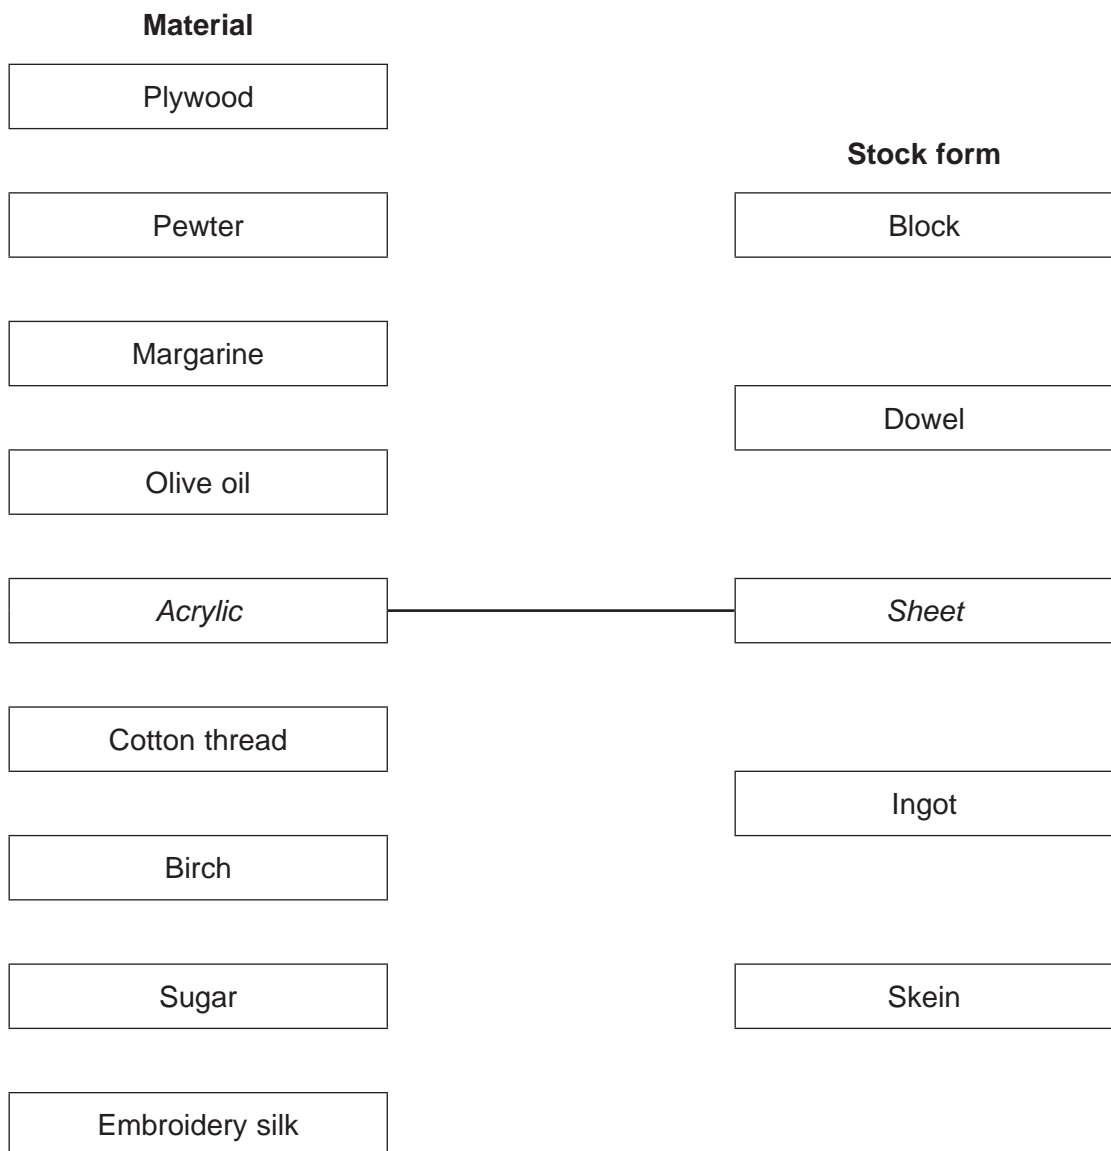 Material
Plywood
Pewter
Margarine
Olive oil
Acrylic
Cotton thread
Birch
Sugar
Embroidery silk
Stock form
Block
Dowel
Sheet
Ingot
Skein